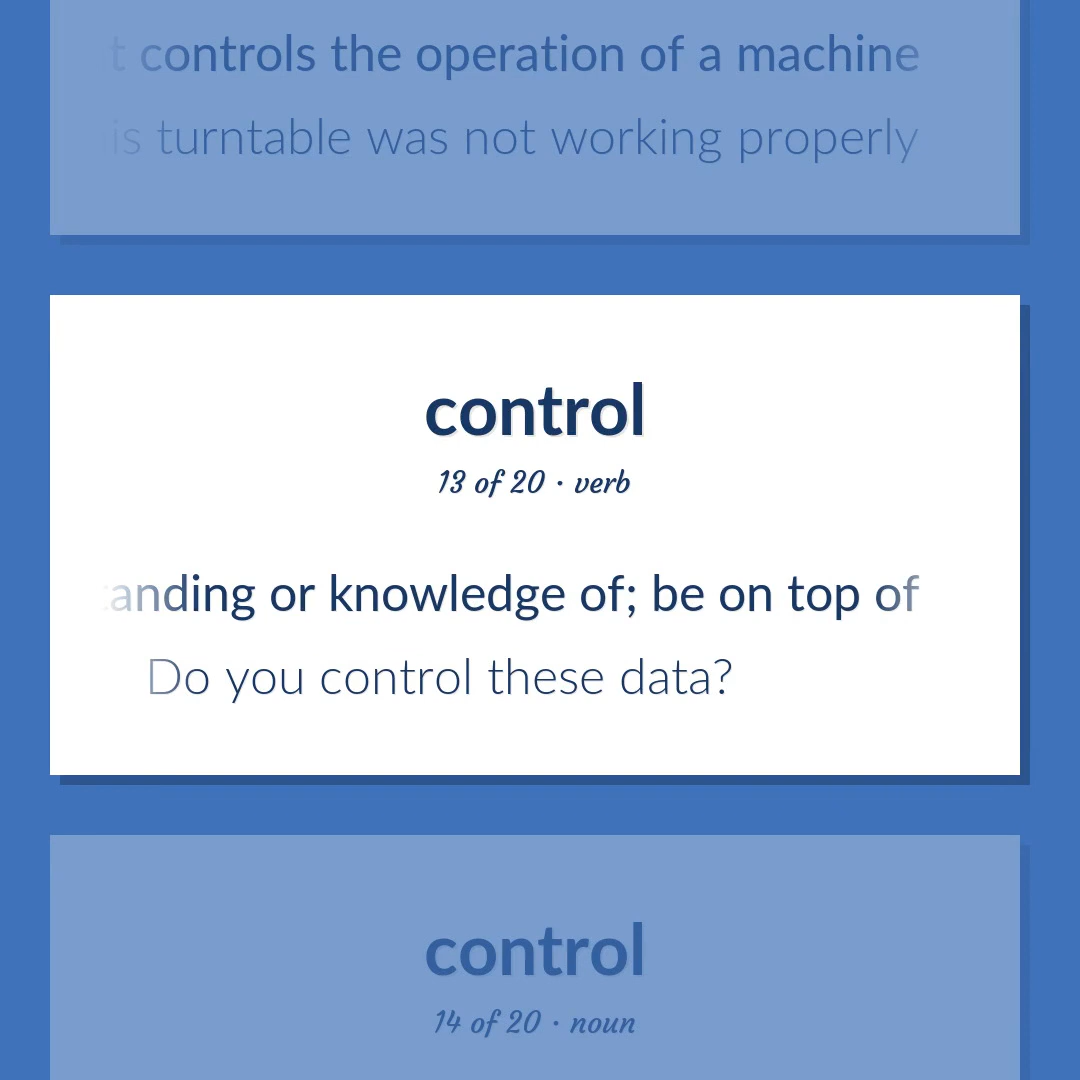 controls the operation of a machine
is turntable was not working properly
control
13 of 20 · verb
anding or knowledge of; be on top of
Do you control these data?
control
14 of 20 · noun